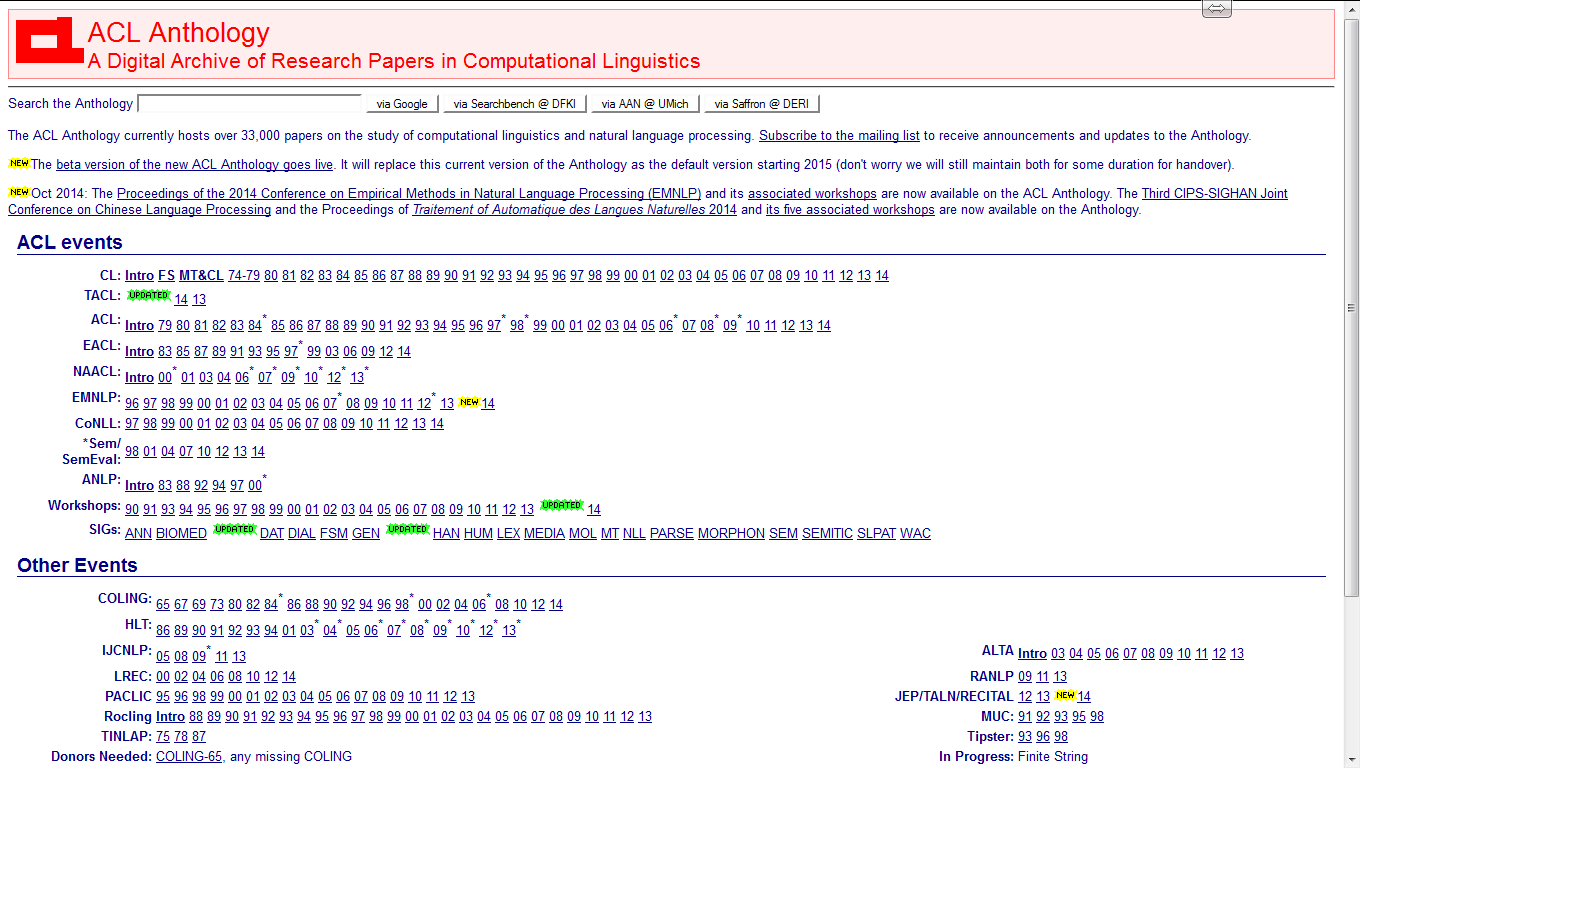 ACL Anthology
A Digital Archive of Research Papers in Computational Linguistics
Search the Anthology via Google via Searchbench @ DFKI via AAN @ UMich via Saffron @ DERI
The ACL Anthology currently hosts over 33,000 papers on the study of computational linguistics and natural language processing. Subscribe to the mailing list to receive announcements and updates to the Anthology.
NEW The beta version of the new ACL Anthology goes live. It will replace this current version of the Anthology as the default version starting 2015 (don't worry we will still maintain both for some duration for handover).
NEW Oct 2014: The Proceedings of the 2014 Conference on Empirical Methods in Natural Language Processing (EMNLP) and its associated workshops are now available on the ACL Anthology. The Third CIPS-SIGHAN Joint
Conference on Chinese Language Processing and the Proceedings of Traitement of Automatique des Langues Naturelles 2014 and its five associated workshops are now available on the Anthology.
ACL events
CL: Intro FS MT&CL 74-79 80 81 82 83 84 85 86 87 88 89 90 91 92 93 94 95 96 97 98 99 00 01 02 03 04 05 06 07 08 09 10 11 12 13 14
TACL: UPDATED 14 13
ACL: Intro 79 80 81 82 83 84* 85 86 87 88 89 90 91 92 93 94 95 96 97* 98* 99 00 01 02 03 04 05 06* 07 08* 09* 10 11 12 13 14
EACL: Intro 83 85 87 89 91 93 95 97* 99 03 06 09 12 14
NAACL: Intro 00* 01 03 04 06* 07* 09* 10* 12* 13*
EMNLP: 96 97 98 99 00 01 02 03 04 05 06 07* 08 09 10 11 12* 13 NEW 14
CoNLL: 97 98 99 00 01 02 03 04 05 06 07 08 09 10 11 12 13 14
*Sem/
SemEval: 98 01 04 07 10 12 13 14
ANLP: Intro 83 88 92 94 97 00*
Workshops: 90 91 93 94 95 96 97 98 99 00 01 02 03 04 05 06 07 08 09 10 11 12 13 UPDATED 14
SIGs: ANN BIOMED UPDATED DAT DIAL FSM GEN UPDATED HAN HUM LEX MEDIA MOL MT NLL PARSE MORPHON SEM SEMITIC SLPAT WAC
Other Events
COLING: 65 67 69 73 80 82 84* 86 88 90 92 94 96 98* 00 02 04 06* 08 10 12 14
HLT: 86 89 90 91 92 93 94 01 03* 04* 05 06* 07* 08* 09* 10* 12* 13*
IJCNLP: 05 08 09* 11 13 ALTA Intro 03 04 05 06 07 08 09 10 11 12 13
LREC: 00 02 04 06 08 10 12 14 RANLP 09 11 13
PACLIC 95 96 98 99 00 01 02 03 04 05 06 07 08 09 10 11 12 13 JEP/TALN/RECITAL 12 13 NEW 14
Rocling Intro 88 89 90 91 92 93 94 95 96 97 98 99 00 01 02 03 04 05 06 07 08 09 10 11 12 13 MUC: 91 92 93 95 98
TINLAP: 75 78 87 Tipster: 93 96 98
Donors Needed: COLING-65, any missing COLING In Progress: Finite String